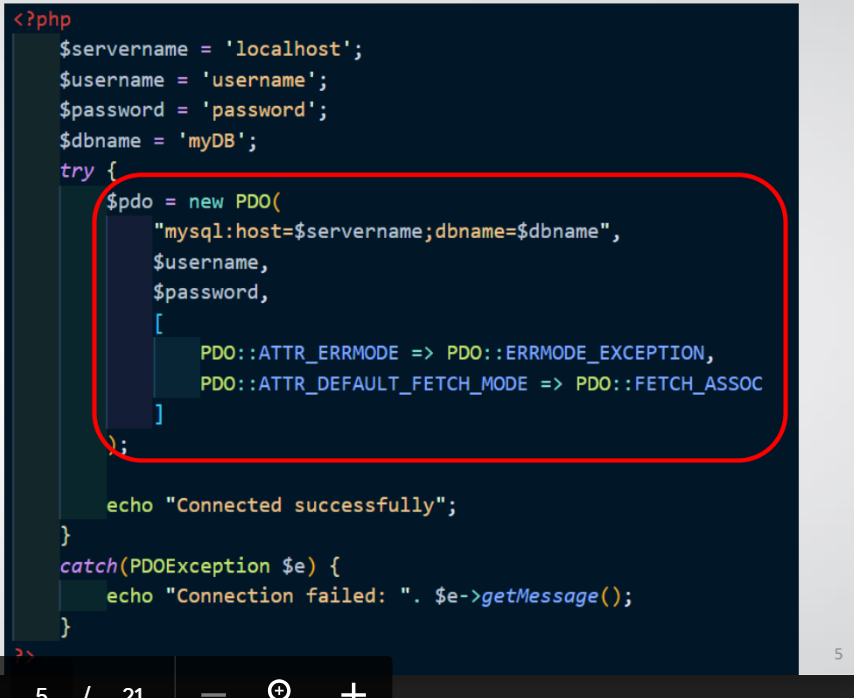 <?php
$servername = 'localhost';
$username = 'username';
$password = 'password';
$dbname = 'myDB';
try {
$pdo = new PDO(
"mysql:host=$servername;dbname=$dbname",
$username,
$password,
[
PDO::ATTR_ERRMODE => PDO::ERRMODE_EXCEPTION,
PDO::ATTR_DEFAULT_FETCH_MODE => PDO::FETCH_ASSOC
]
);
echo "Connected successfully";
}
catch(PDOException $e) {
echo "Connection failed: ". $e->getMessage();
}
?>
5
5 / 21